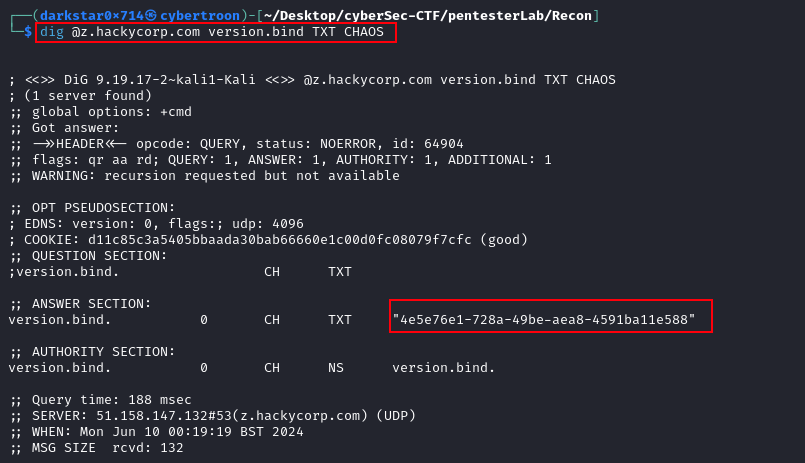 ┌──(darkstar0×714㉿cybertroon)-[~/Desktop/cyberSec-CTF/pentesterLab/Recon]
└─$ dig @z.hackycorp.com version.bind TXT CHAOS
; <<>> DiG 9.19.17-2~kali1-Kali <<>> @z.hackycorp.com version.bind TXT CHAOS
; (1 server found)
;; global options: +cmd
;; Got answer:
;; ->>HEADER<<- opcode: QUERY, status: NOERROR, id: 64904
;; flags: qr aa rd; QUERY: 1, ANSWER: 1, AUTHORITY: 1, ADDITIONAL: 1
;; WARNING: recursion requested but not available
;; OPT PSEUDOSECTION:
; EDNS: version: 0, flags:; udp: 4096
; COOKIE: d11c85c3a5405bbaada30bab66660e1c00d0fc08079f7cfc (good)
;; QUESTION SECTION:
;version.bind. CH TXT
;; ANSWER SECTION:
version.bind. 0 CH TXT "4e5e76e1-728a-49be-aea8-4591ba11e588"
;; AUTHORITY SECTION:
version.bind. 0 CH NS version.bind.
;; Query time: 188 msec
;; SERVER: 51.158.147.132#53(z.hackycorp.com) (UDP)
;; WHEN: Mon Jun 10 00:19:19 BST 2024
;; MSG SIZE rcvd: 132